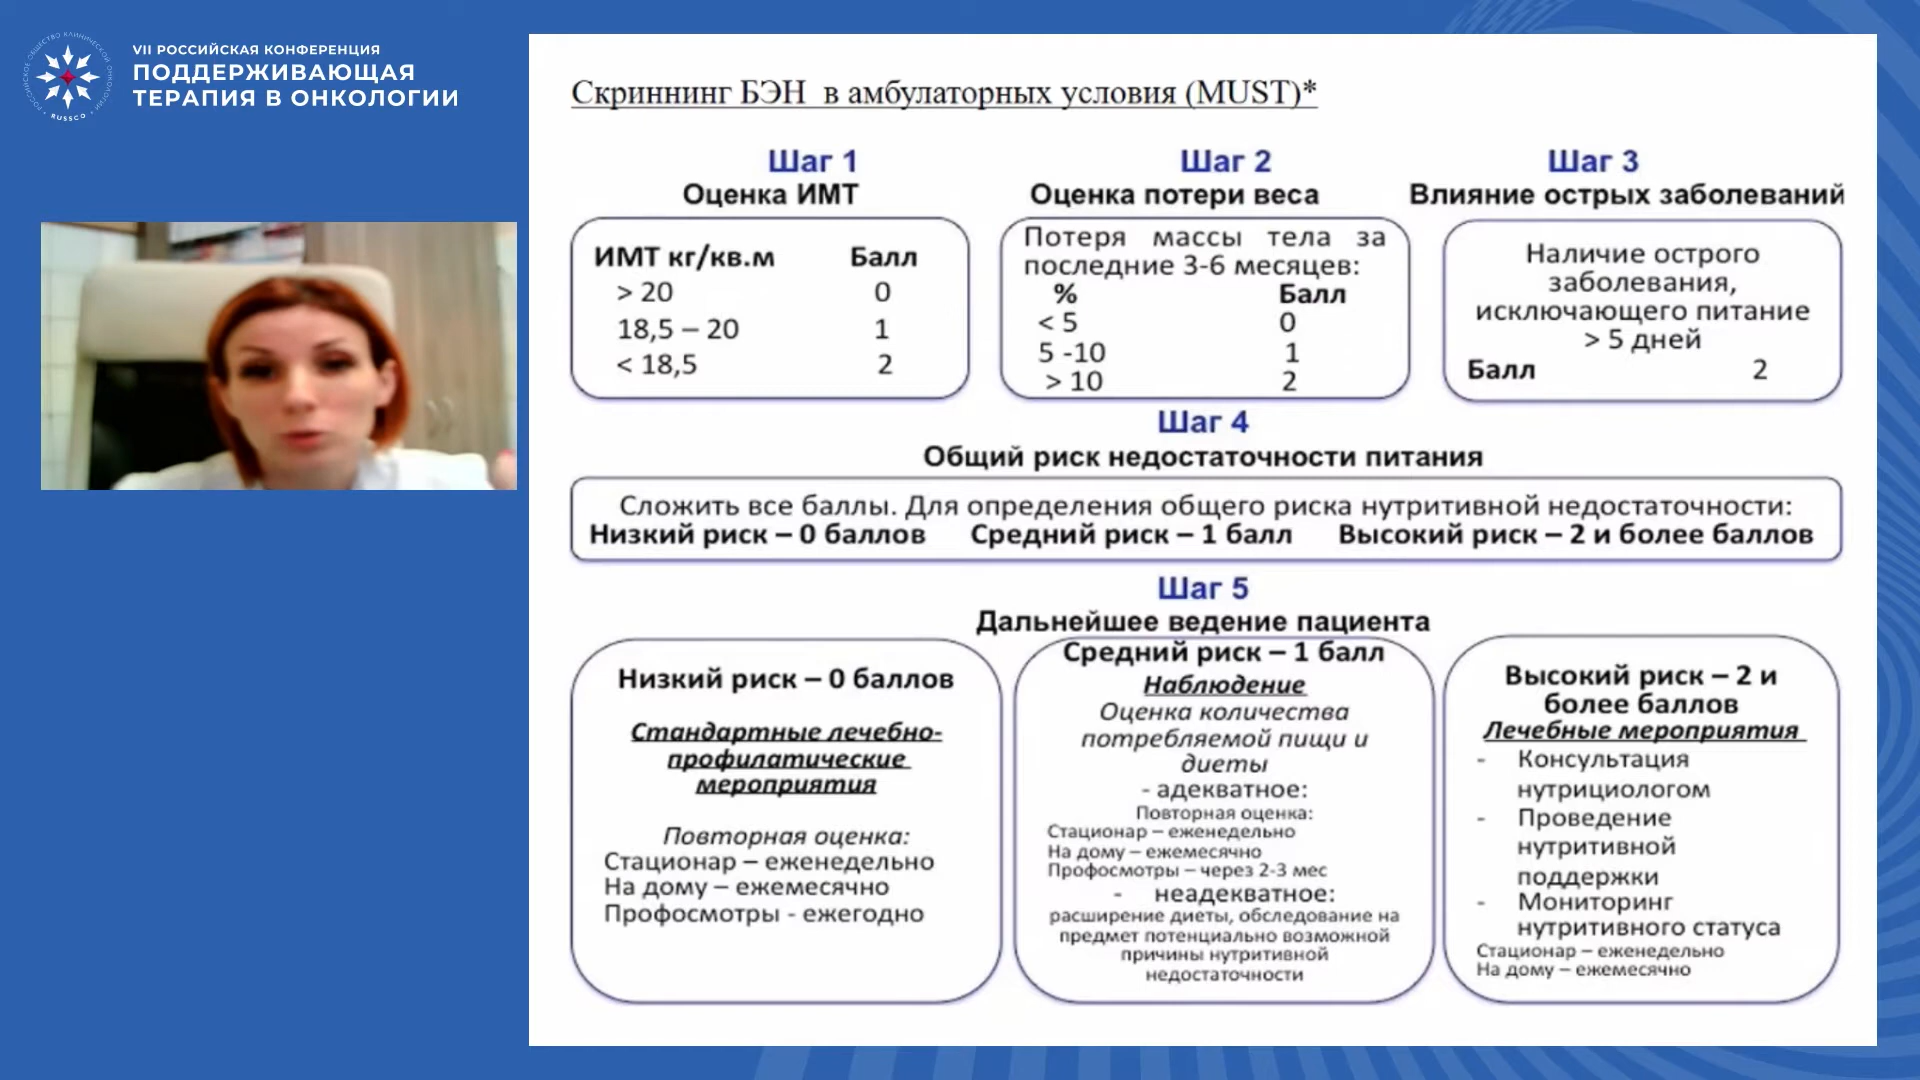 VII РОССИЙСКАЯ КОНФЕРЕНЦИЯ
ПОДДЕРЖИВАЮЩАЯ
ТЕРАПИЯ В ОНКОЛОГИИ
РОССИЙСКОЕ ОБЩЕСТВО КЛИНИЧЕСКОЙ ОНКОЛОГИИ
RUSSCO
Скриннинг БЭН в амбулаторных условия (MUST)*
Шаг 1
Оценка ИМТ
ИМТ кг/кв.м Балл
> 20 0
18,5 – 20 1
< 18,5 2
Шаг 2
Оценка потери веса
Потеря массы тела за
последние 3-6 месяцев:
% Балл
< 5 0
5 -10 1
> 10 2
Шаг 3
Влияние острых заболеваний
Наличие острого
заболевания,
исключающего питание
> 5 дней
Балл 2
Шаг 4
Общий риск недостаточности питания
Сложить все баллы. Для определения общего риска нутритивной недостаточности:
Низкий риск – 0 баллов Средний риск – 1 балл Высокий риск – 2 и более баллов
Шаг 5
Дальнейшее ведение пациента
Низкий риск – 0 баллов
Стандартные лечебно-
профилатические
мероприятия
Повторная оценка:
Стационар – еженедельно
На дому – ежемесячно
Профосмотры - ежегодно
Средний риск – 1 балл
Наблюдение
Оценка количества
потребляемой пищи и
диеты
- адекватное:
Повторная оценка:
Стационар – еженедельно
На дому – ежемесячно
Профосмотры – через 2-3 мес
- неадекватное:
расширение диеты, обследование на
предмет потенциально возможной
причины нутритивной
недостаточности
Высокий риск – 2 и
более баллов
Лечебные мероприятия
- Консультация
нутрициологом
- Проведение
нутритивной
поддержки
- Мониторинг
нутритивного статуса
Стационар – еженедельно
На дому – ежемесячно